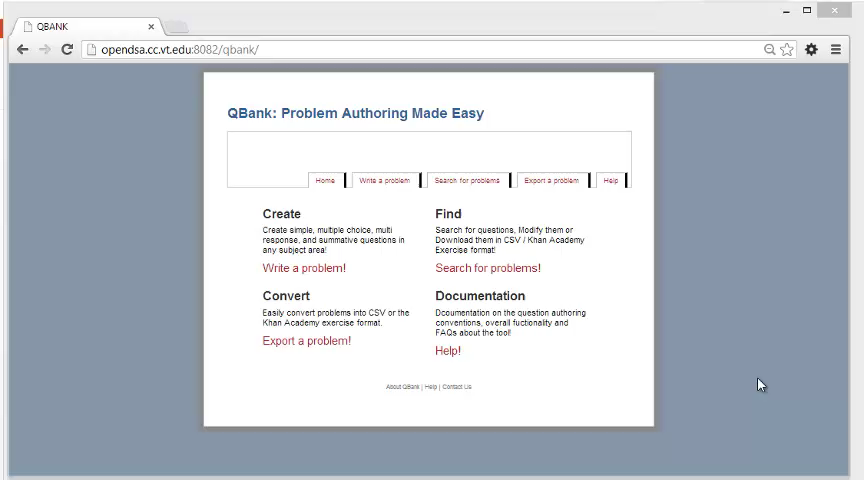 QBANK
opendsa.cc.vt.edu:8082/qbank/
QBank: Problem Authoring Made Easy
Home
Write a problem
Search for problems
Export a problem
Help
Create
Create simple, multiple choice, multi
response, and summative questions in
any subject area!
Write a problem!
Find
Search for questions, Modify them or
Download them in CSV / Khan Academy
Exercise format!
Search for problems!
Convert
Easily convert problems into CSV or the
Khan Academy exercise format.
Export a problem!
Documentation
Documentation on the question authoring
conventions, overall fuctionality and
FAQs about the tool!
Help!
About QBank | Help | Contact Us